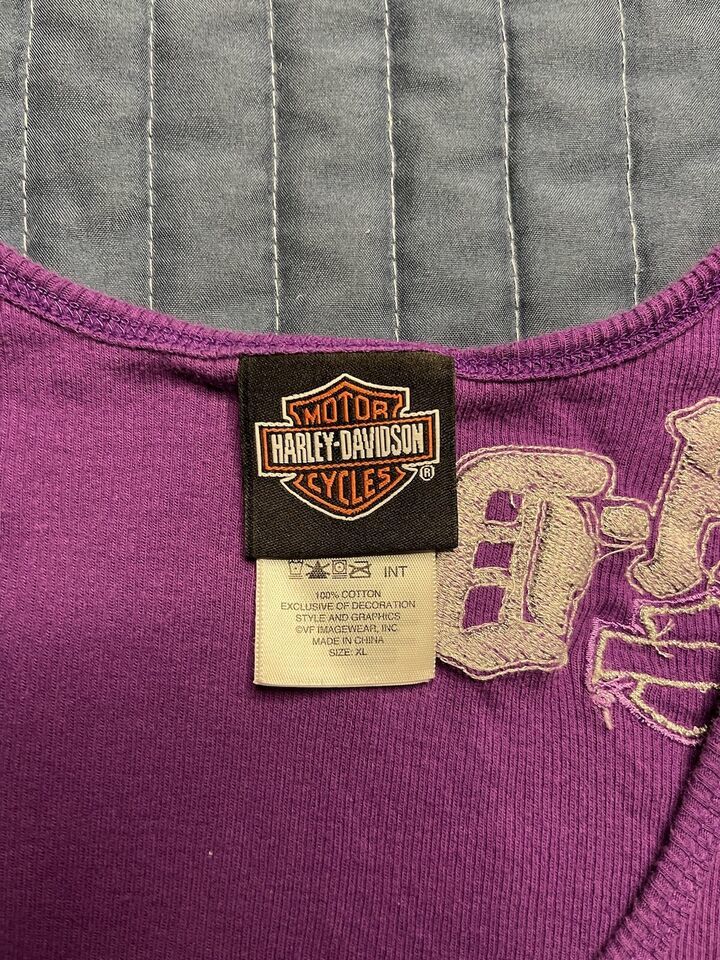 MOTOR
HARLEY-DAVIDSON
CYCLES
®
INT
100% COTTON
EXCLUSIVE OF DECORATION
STYLE AND GRAPHICS
©VF IMAGEWEAR, INC.
MADE IN CHINA
SIZE: XL